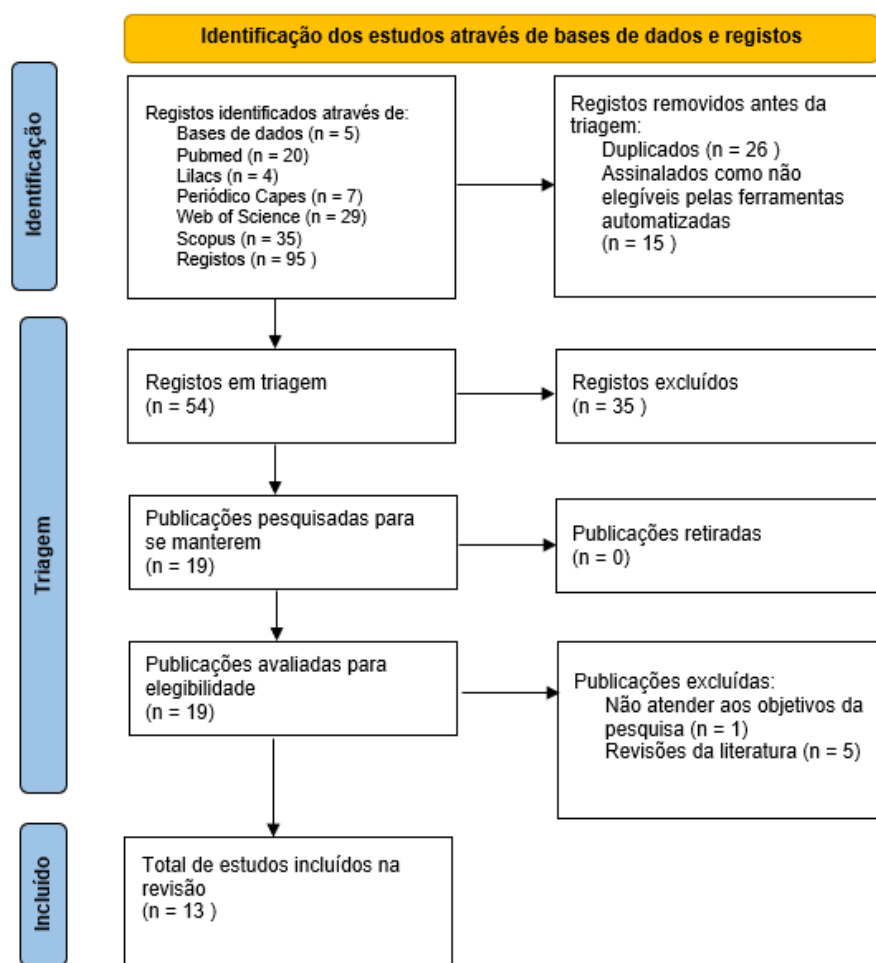 Identificação dos estudos através de bases de dados e registos
Identificação
Registos identificados através de:
Bases de dados (n = 5)
Pubmed (n = 20)
Lilacs (n = 4)
Periódico Capes (n = 7)
Web of Science (n = 29)
Scopus (n = 35)
Registos (n = 95 )
Registos removidos antes da
triagem:
Duplicados (n = 26 )
Assinalados como não
elegíveis pelas ferramentas
automatizadas
(n = 15 )
Triagem
Registos em triagem
(n = 54)
Registos excluídos
(n = 35 )
Publicações pesquisadas para
se manterem
(n = 19)
Publicações retiradas
(n = 0)
Publicações avaliadas para
elegibilidade
(n = 19)
Publicações excluídas:
Não atender aos objetivos da
pesquisa (n = 1)
Revisões da literatura (n = 5)
Incluído
Total de estudos incluídos na
revisão
(n = 13 )